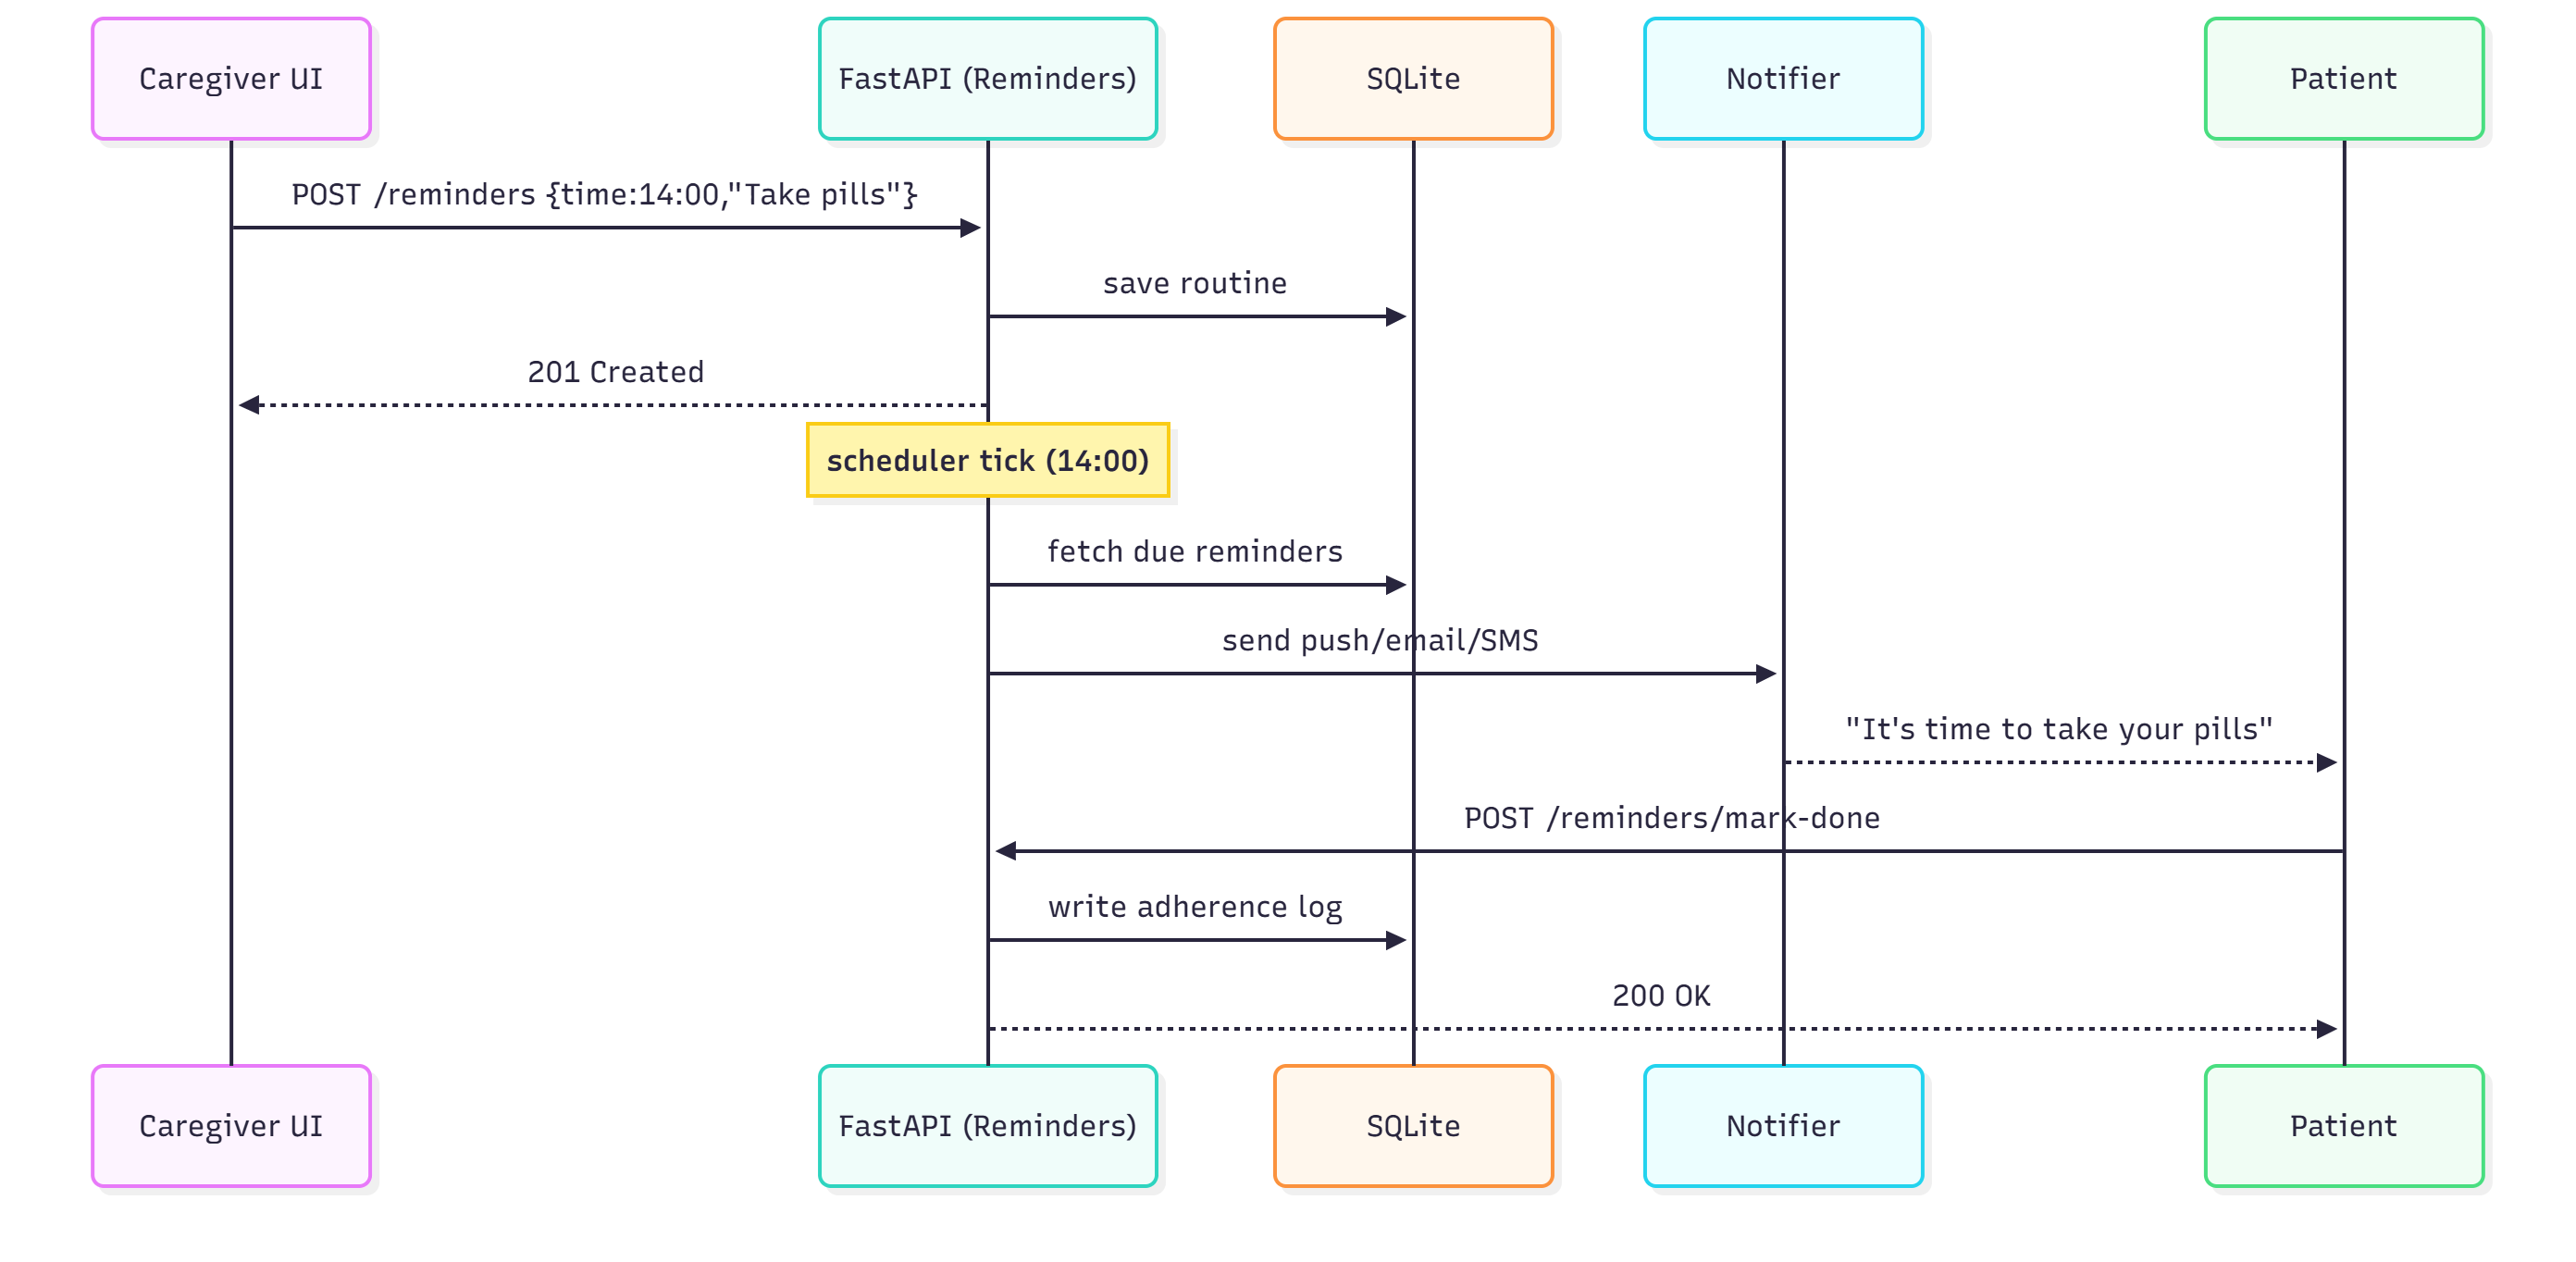 Caregiver UI
FastAPI (Reminders)
SQLite
Notifier
Patient
POST /reminders {time:14:00,"Take pills"}
save routine
201 Created
scheduler tick (14:00)
fetch due reminders
send push/email/SMS
"It's time to take your pills"
POST /reminders/mark-done
write adherence log
200 OK
Caregiver UI
FastAPI (Reminders)
SQLite
Notifier
Patient